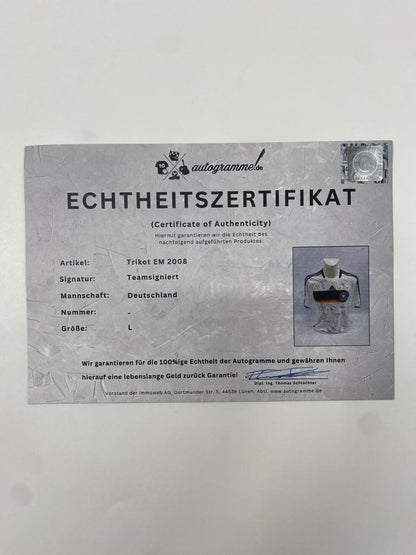 10
autogramme.de
ECHTHEITSZERTIFIKAT
(Certificate of Authenticity)
Hiermit garantieren wir die Echtheit des
nachfolgend aufgeführten Produktes:
Artikel: Trikot EM 2008
Signatur: Teamsigniert
Mannschaft: Deutschland
Nummer: -
Größe: L
Wir garantieren für die 100%ige Echtheit der Autogramme und gewähren Ihnen
hierauf eine lebenslange Geld zurück Garantie!
Dipl. Ing. Thomas Schlüchter
Vorstand der immoweb AG, Dortmunder Str. 5, 44536 Lünen, Abtl. www.autogramme.de